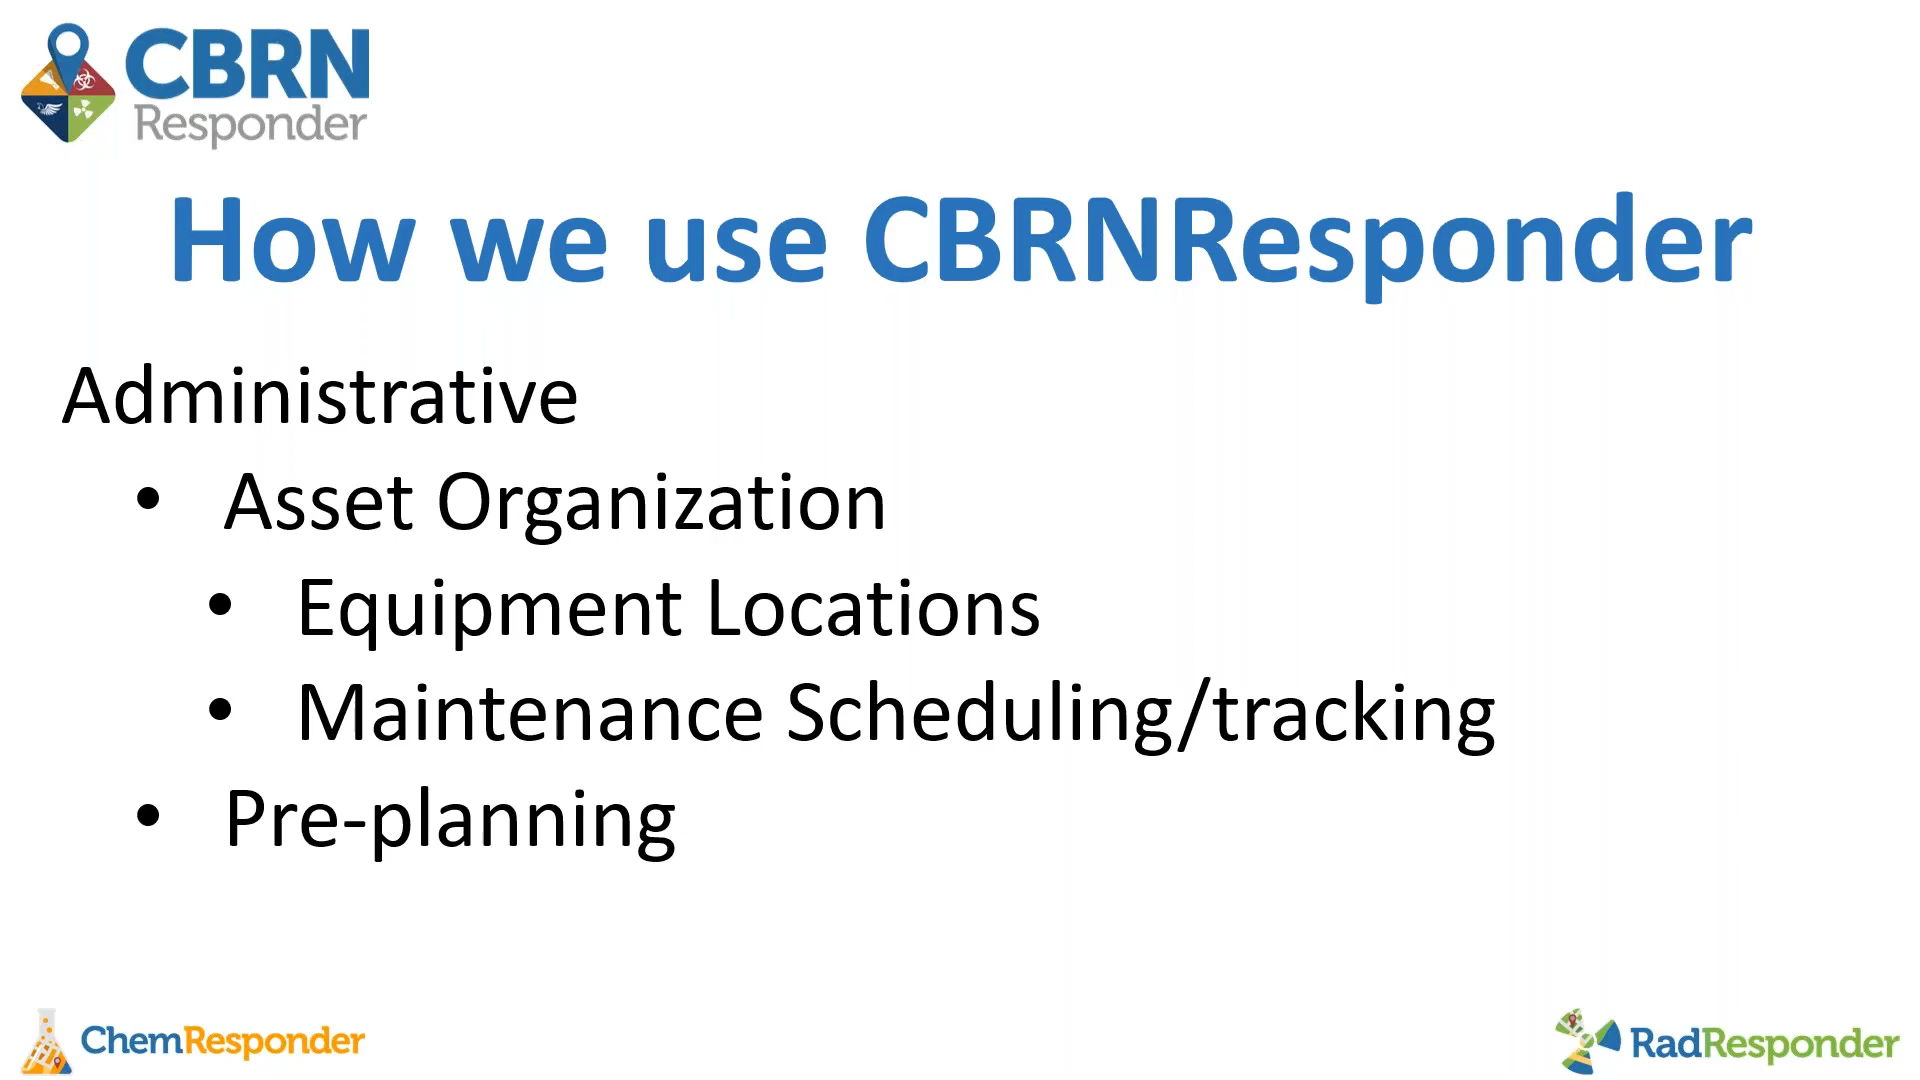 CBRN
Responder
How we use CBRNResponder
Administrative
• Asset Organization
• Equipment Locations
• Maintenance Scheduling/tracking
• Pre-planning
ChemResponder
RadResponder